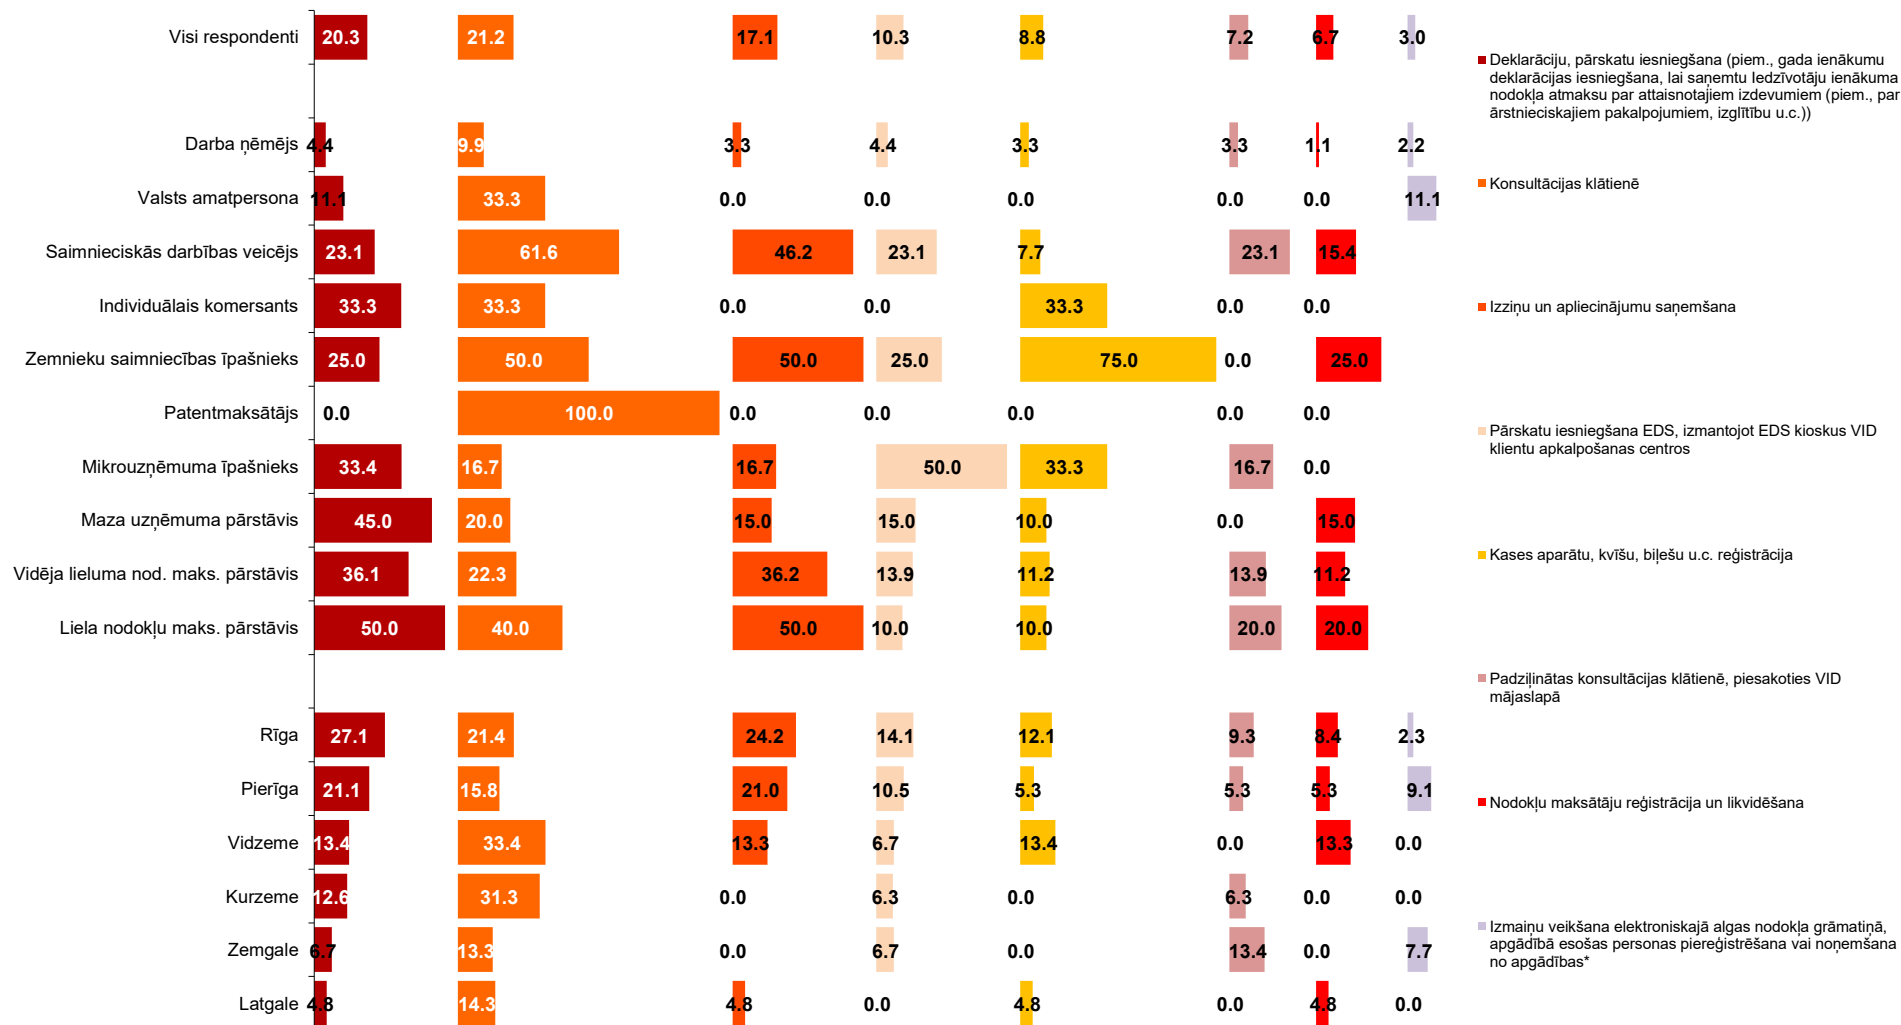 Visi respondenti 20.3 21.2 17.1 10.3 8.8 7.2 6.7 3.0
Darba ņēmējs 4.4 9.9 3.3 4.4 3.3 3.3 1.1 2.2
Valsts amatpersona 11.1 33.3 0.0 0.0 0.0 0.0 0.0 11.1
Saimnieciskās darbības veicējs 23.1 61.6 46.2 23.1 7.7 23.1 15.4
Individuālais komersants 33.3 33.3 0.0 0.0 33.3 0.0 0.0
Zemnieku saimniecības īpašnieks 25.0 50.0 50.0 25.0 75.0 0.0 25.0
Patentmaksātājs 0.0 100.0 0.0 0.0 0.0 0.0 0.0
Mikrouzņēmuma īpašnieks 33.4 16.7 16.7 50.0 33.3 16.7 0.0
Maza uzņēmuma pārstāvis 45.0 20.0 15.0 15.0 10.0 0.0 15.0
Vidēja lieluma nod. maks. pārstāvis 36.1 22.3 36.2 13.9 11.2 13.9 11.2
Liela nodokļu maks. pārstāvis 50.0 40.0 50.0 10.0 10.0 20.0 20.0
Rīga 27.1 21.4 24.2 14.1 12.1 9.3 8.4 2.3
Pierīga 21.1 15.8 21.0 10.5 5.3 5.3 5.3 9.1
Vidzeme 13.4 33.4 13.3 6.7 13.4 0.0 13.3 0.0
Kurzeme 12.6 31.3 0.0 6.3 0.0 6.3 0.0 0.0
Zemgale 6.7 13.3 0.0 6.7 0.0 13.4 0.0 7.7
Latgale 4.8 14.3 4.8 0.0 4.8 0.0 4.8 0.0
Deklarāciju, pārskatu iesniegšana (piem., gada ienākumu
deklarācijas iesniegšana, lai saņemtu Iedzīvotāju ienākuma
nodokļa atmaksu par attaisnotajiem izdevumiem (piem., par
ārstnieciskajiem pakalpojumiem, izglītību u.c.))
Konsultācijas klātienē
Izziņu un apliecinājumu saņemšana
Pārskatu iesniegšana EDS, izmantojot EDS kioskus VID
klientu apkalpošanas centros
Kases aparātu, kvīšu, biļešu u.c. reģistrācija
Padziļinātas konsultācijas klātienē, piesakoties VID
mājaslapā
Nodokļu maksātāju reģistrācija un likvidēšana
Izmaiņu veikšana elektroniskajā algas nodokļa grāmatiņā,
apgādībā esošas personas piereģistrēšana vai noņemšana
no apgādības*